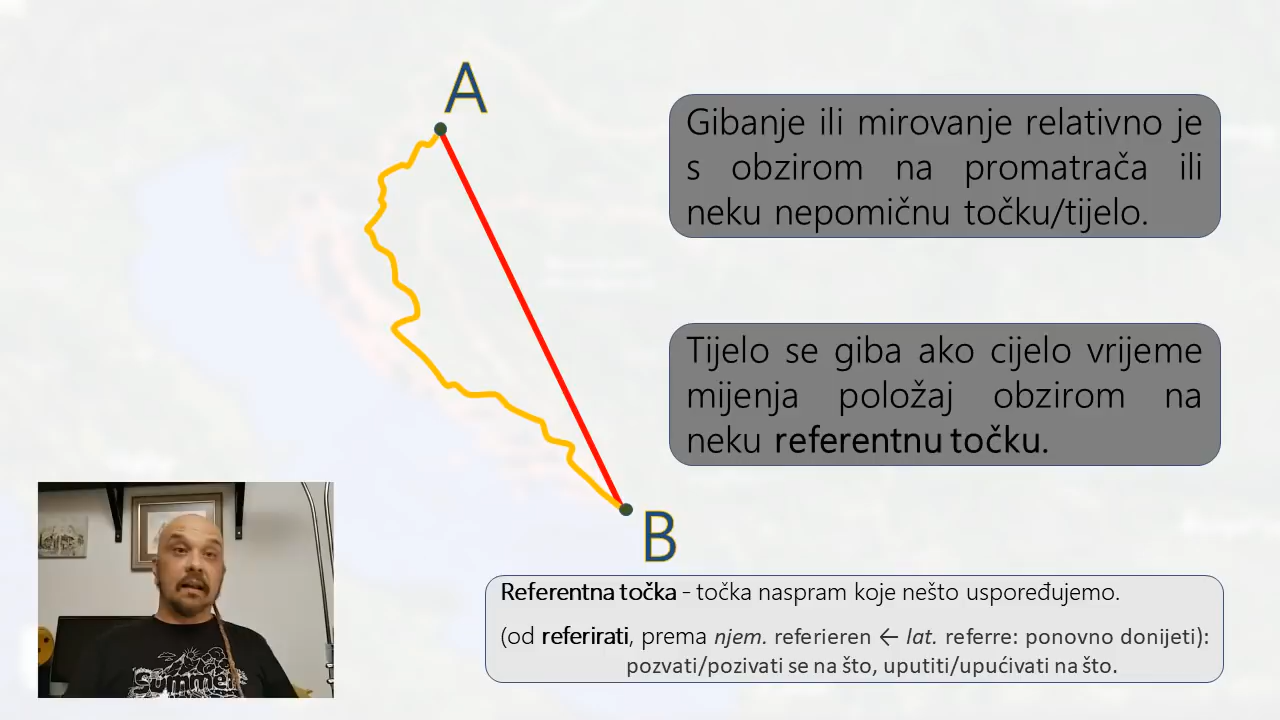 A
Gibanje ili mirovanje relativno je
s obzirom na promatrača ili
neku nepomičnu točku/tijelo.
Tijelo se giba ako cijelo vrijeme
mijenja položaj obzirom na
neku referentnu točku.
B
Referentna točka - točka naspram koje nešto uspoređujemo.
(od referirati, prema njem. referieren ← lat. referre: ponovno donijeti):
pozvati/pozivati se na što, uputiti/upućivati na što.
Summer